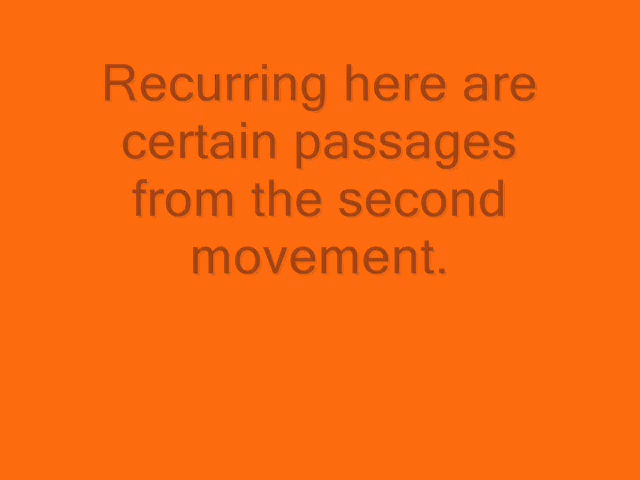 Recurring here are
certain passages
from the second
movement.